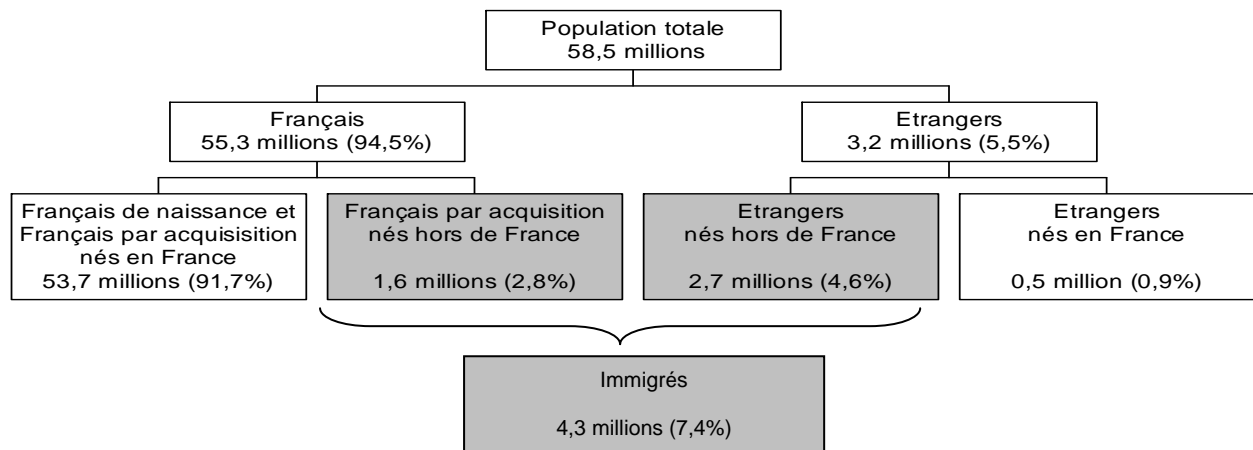 Population totale
58,5 millions
Français
55,3 millions (94,5%)
Etrangers
3,2 millions (5,5%)
Français de naissance et
Français par acquisisition
nés en France
53,7 millions (91,7%)
Français par acquisition
nés hors de France
1,6 millions (2,8%)
Etrangers
nés hors de France
2,7 millions (4,6%)
Etrangers
nés en France
0,5 million (0,9%)
Immigrés
4,3 millions (7,4%)